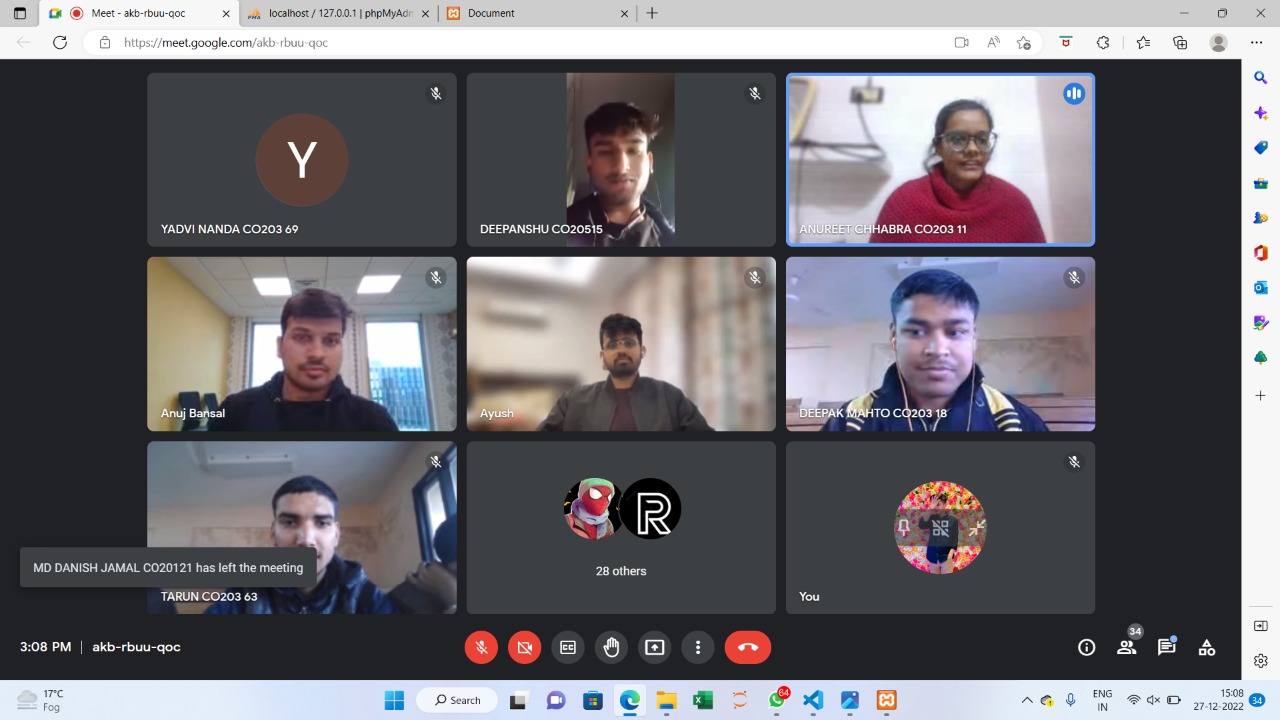 Meet - akb-rbuu-qoc
localhost / 127.0.0.1 | phpMyAdm
Document
https://meet.google.com/akb-rbuu-qoc
Y
YADVI NANDA CO203 69
DEEPANSHU CO20515
ANUREET CHHABRA CO203 11
Anuj Bansal
Ayush
DEEPAK MAHTO CO203 18
R
28 others
MD DANISH JAMAL CO20121 has left the meeting
TARUN CO203 63
You
3:08 PM | akb-rbuu-qoc
34
17°C
Fog
Search
64
ENG
IN
15:08
27-12-2022
34